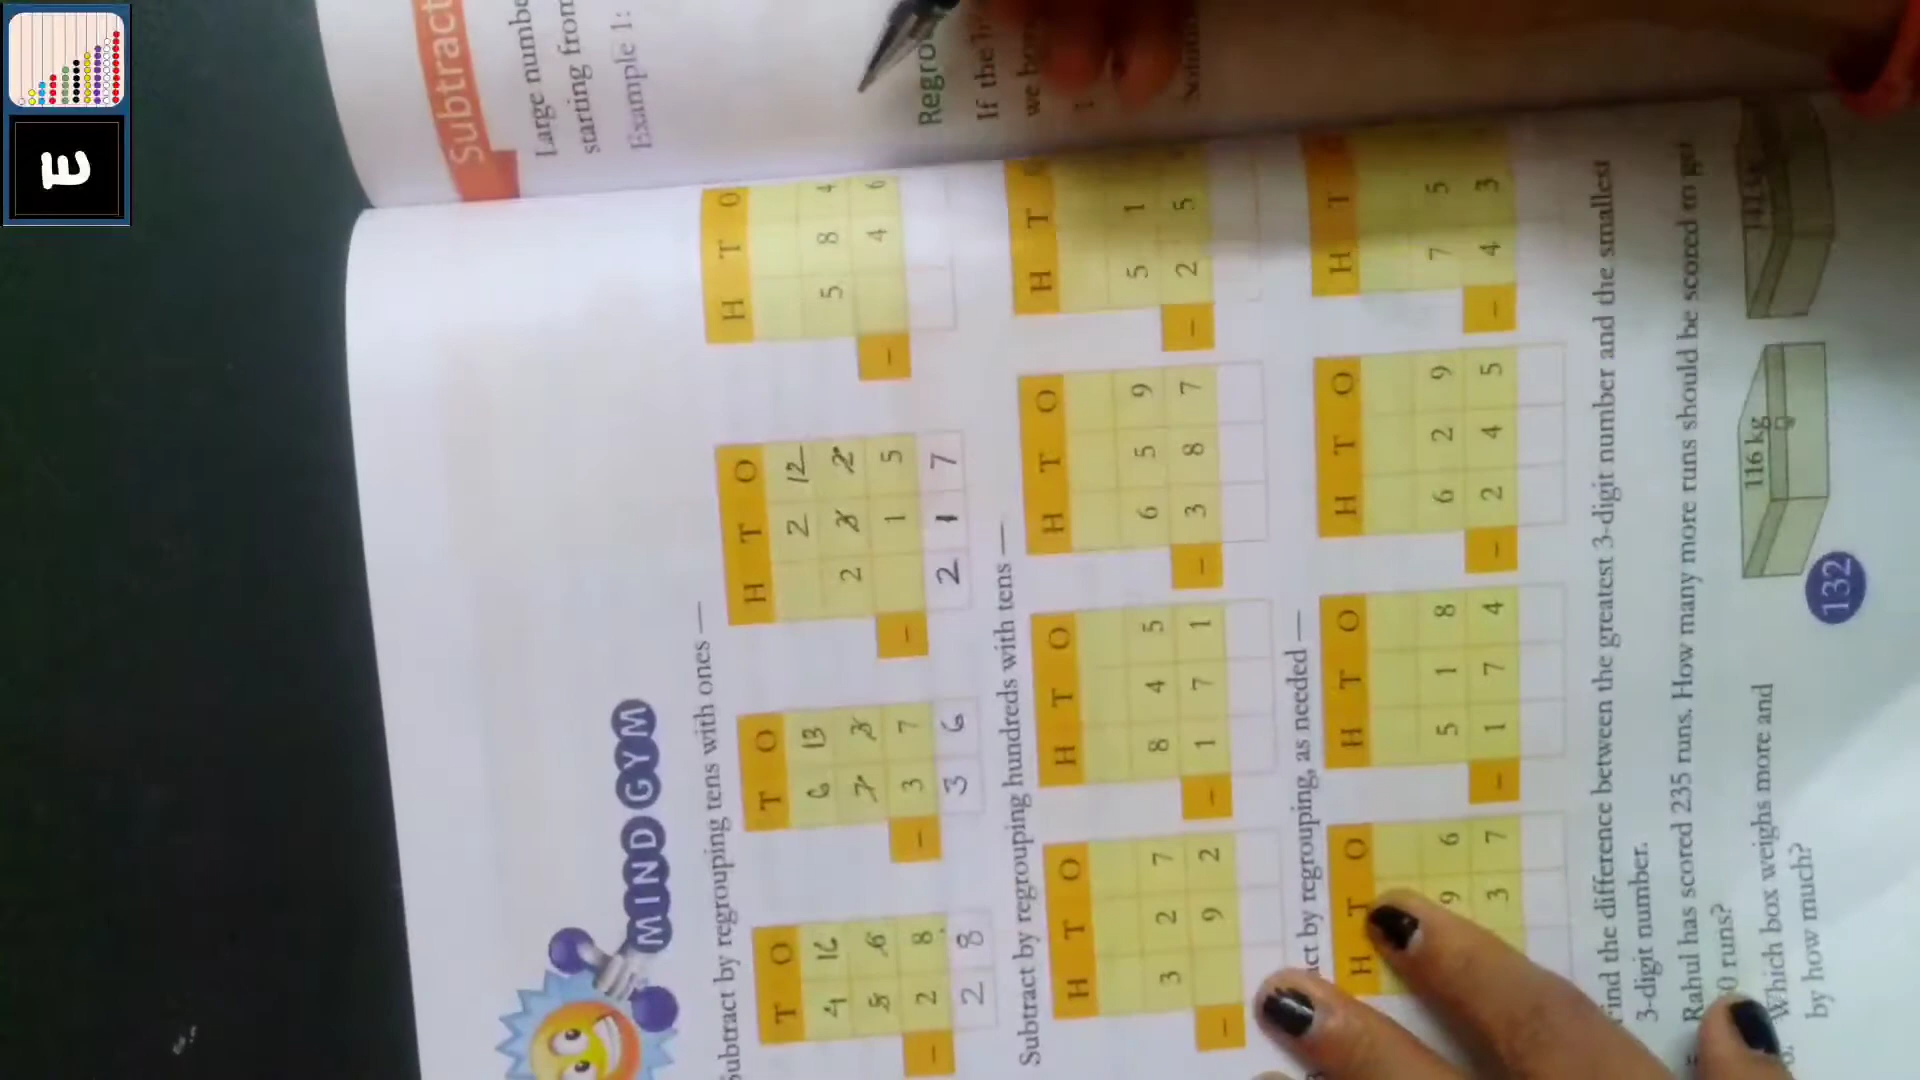 Subtract
Large numbe
starting from
Example 1:
Regro
If the
we bor
MIND GYM
Subtract by regrouping tens with ones —
T O
4 16
5 6
- 2 8
2 8
T O
6 13
7 3
- 3 7
3 6
H T O
2 12
2 3 2
- 1 5
2 1 7
H T O
5 8 4
- 4 6
Subtract by regrouping hundreds with tens —
H T O
3 2 7
- 9 2
H T O
8 4 5
- 1 7 1
H T O
6 5 9
- 3 8 7
H T
5 1
- 2 5
act by regrouping, as needed —
H T O
9 6
3 7
H T O
5 1 8
- 1 7 4
H T O
6 2 9
- 2 4 5
H T
7 5
- 4 3
Find the difference between the greatest 3-digit number and the smallest
3-digit number.
Rahul has scored 235 runs. How many more runs should be scored to get
0 runs?
Which box weighs more and
by how much?
116 kg
132